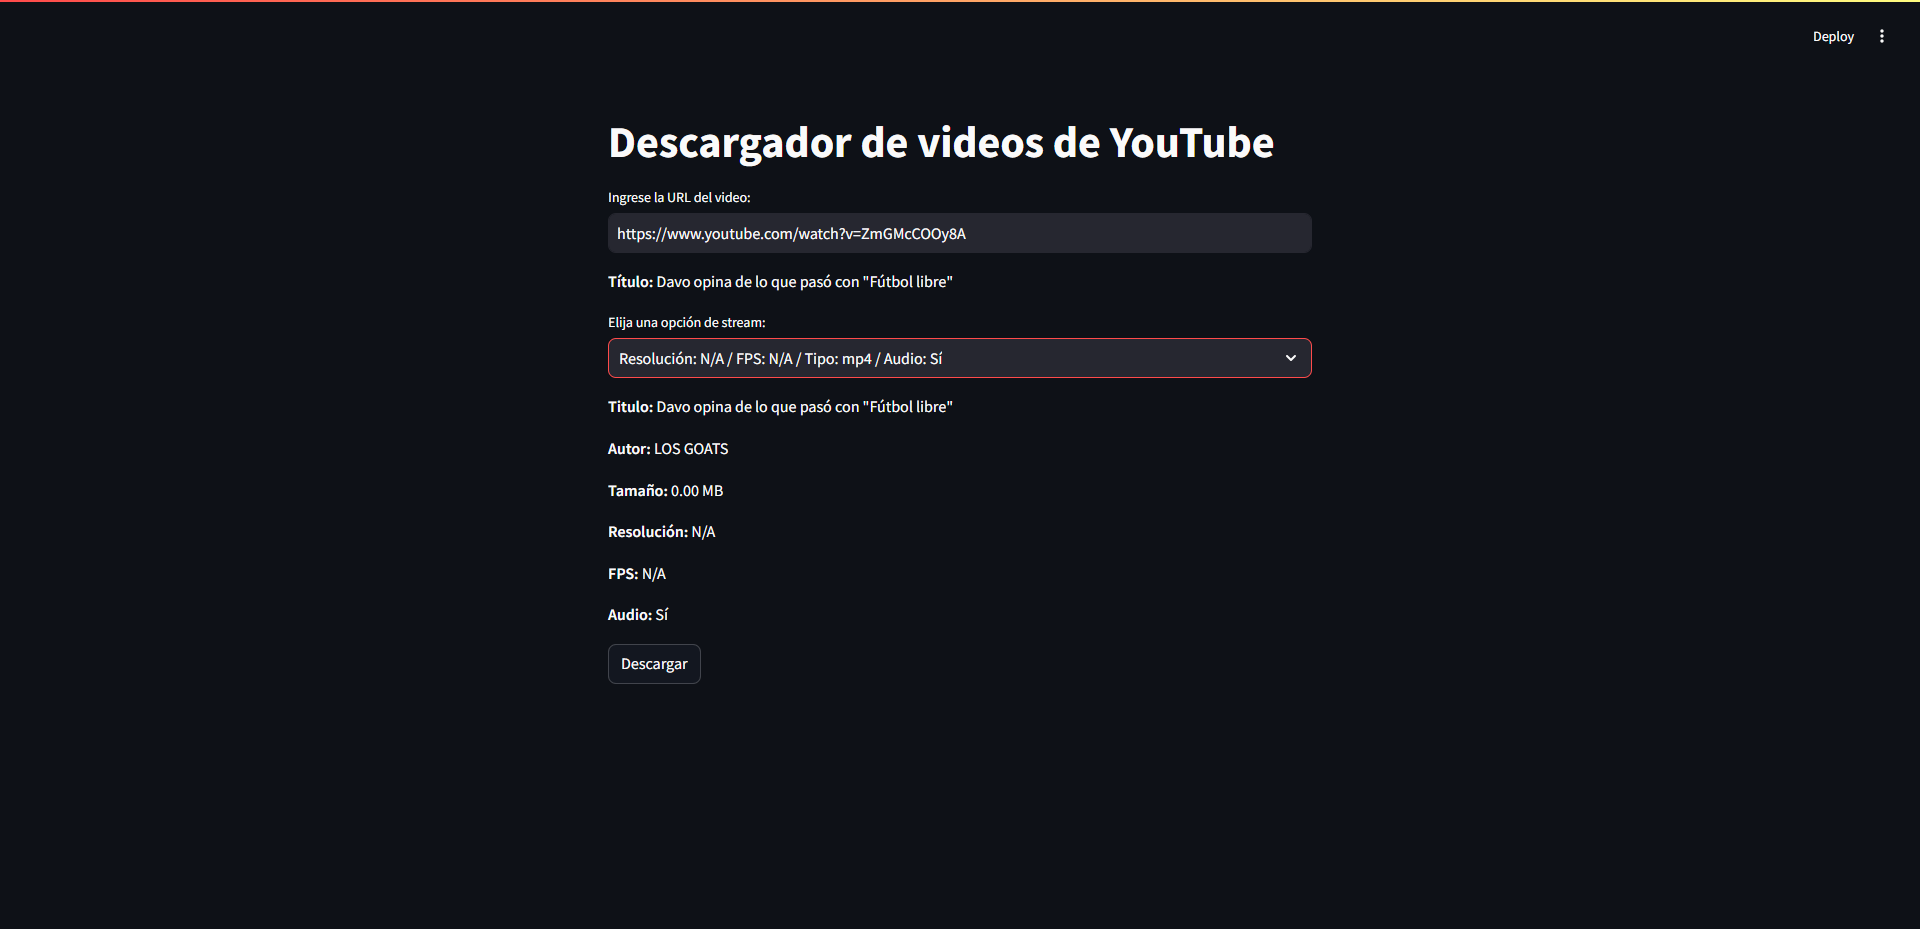 Deploy
Descargador de videos de YouTube
Ingrese la URL del video:
https://www.youtube.com/watch?v=ZmGMcCOOy8A
Título: Davo opina de lo que pasó con "Fútbol libre"
Elija una opción de stream:
Resolución: N/A / FPS: N/A / Tipo: mp4 / Audio: Sí
Titulo: Davo opina de lo que pasó con "Fútbol libre"
Autor: LOS GOATS
Tamaño: 0.00 MB
Resolución: N/A
FPS: N/A
Audio: Sí
Descargar